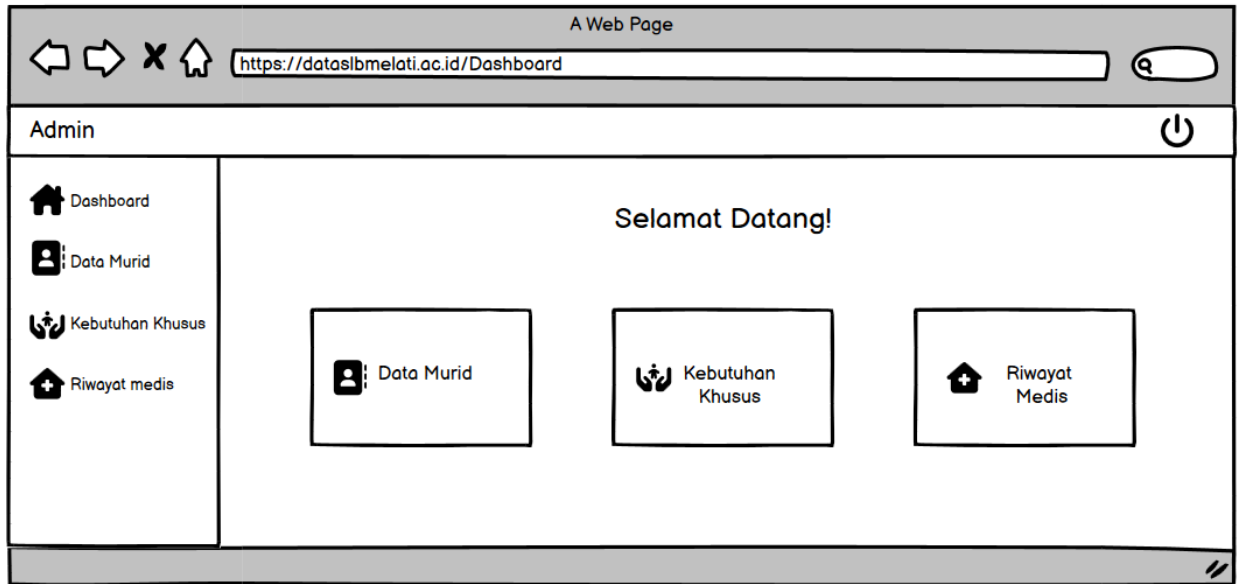 A Web Page
https://dataslbmelati.ac.id/Dashboard
Admin
Dashboard
Data Murid
Kebutuhan Khusus
Riwayat medis
Selamat Datang!
Data Murid
Kebutuhan
Khusus
Riwayat
Medis